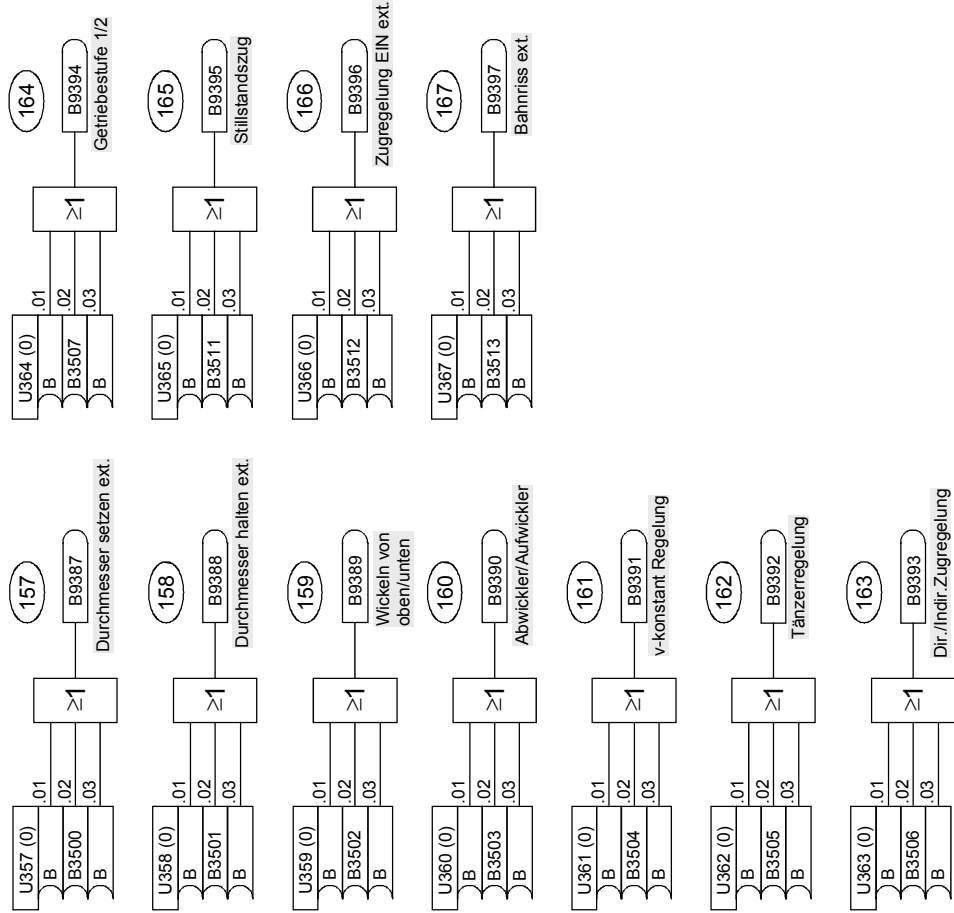 U357 (0)
B .01
B3500 .02
B .03
≥1
157
B9387
Durchmesser setzen ext.
U358 (0)
B .01
B3501 .02
B .03
≥1
158
B9388
Durchmesser halten ext.
U359 (0)
B .01
B3502 .02
B .03
≥1
159
B9389
Wickeln von
oben/unten
U360 (0)
B .01
B3503 .02
B .03
≥1
160
B9390
Abwickler/Aufwickler
U361 (0)
B .01
B3504 .02
B .03
≥1
161
B9391
v-konstant Regelung
U362 (0)
B .01
B3505 .02
B .03
≥1
162
B9392
Tänzerregelung
U363 (0)
B .01
B3506 .02
B .03
≥1
163
B9393
Dir./Indir.Zugregelung
U364 (0)
B .01
B3507 .02
B .03
≥1
164
B9394
Getriebestufe 1/2
U365 (0)
B .01
B3511 .02
B .03
≥1
165
B9395
Stillstandszug
U366 (0)
B .01
B3512 .02
B .03
≥1
166
B9396
Zugregelung EIN ext.
U367 (0)
B .01
B3513 .02
B .03
≥1
167
B9397
Bahnriss ext.